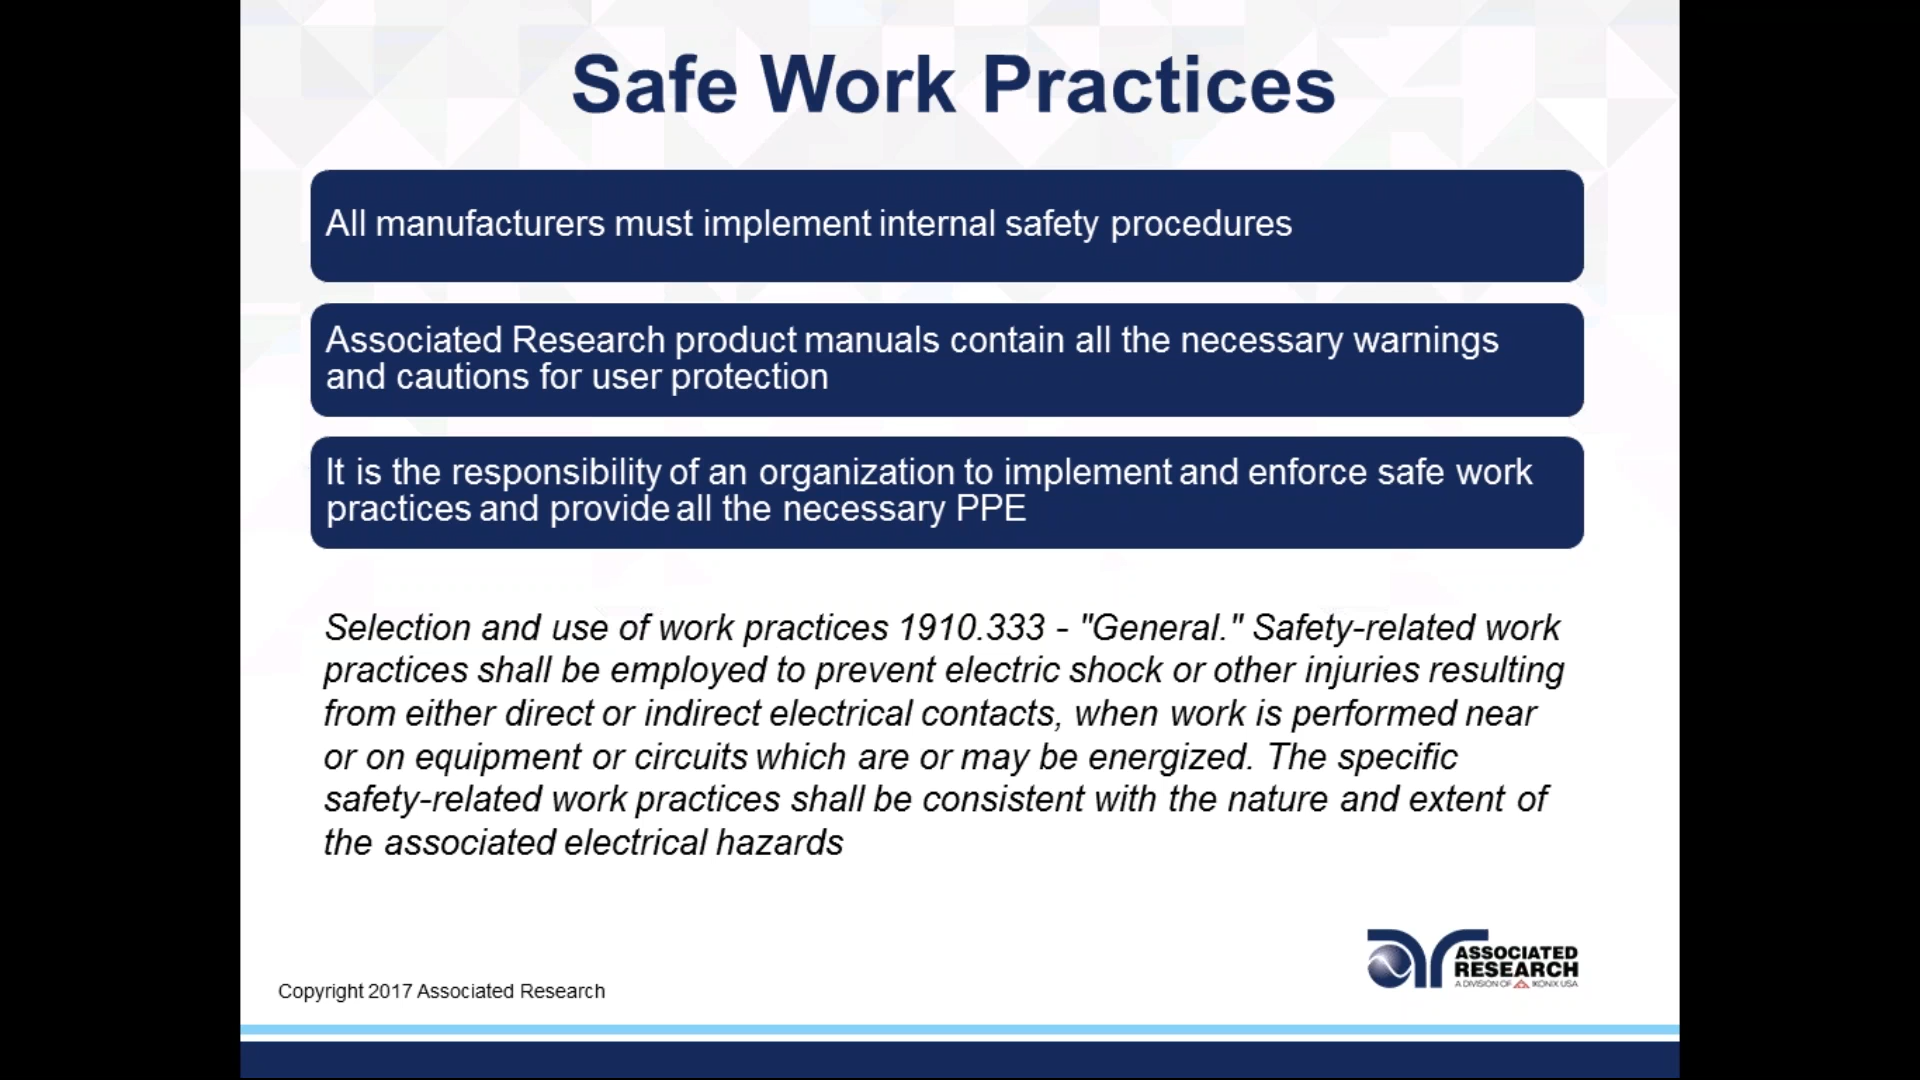 Safe Work Practices
All manufacturers must implement internal safety procedures
Associated Research product manuals contain all the necessary warnings
and cautions for user protection
It is the responsibility of an organization to implement and enforce safe work
practices and provide all the necessary PPE
Selection and use of work practices 1910.333 - "General." Safety-related work
practices shall be employed to prevent electric shock or other injuries resulting
from either direct or indirect electrical contacts, when work is performed near
or on equipment or circuits which are or may be energized. The specific
safety-related work practices shall be consistent with the nature and extent of
the associated electrical hazards
ASSOCIATED
RESEARCH
A DIVISION OF IKONIX USA
Copyright 2017 Associated Research